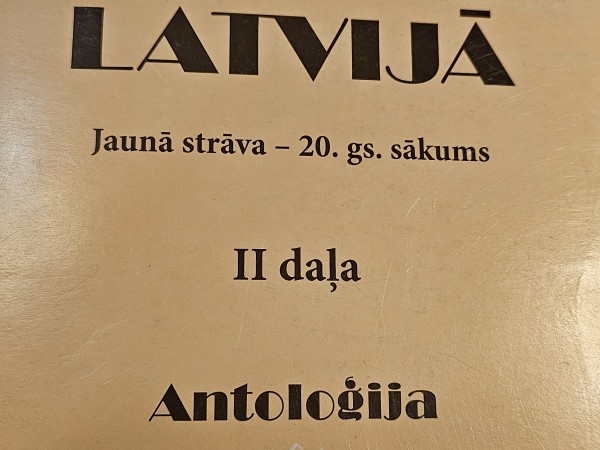 LATVIJĀ
Jaunā strāva – 20. gs. sākums
II daļa
Antoloģija